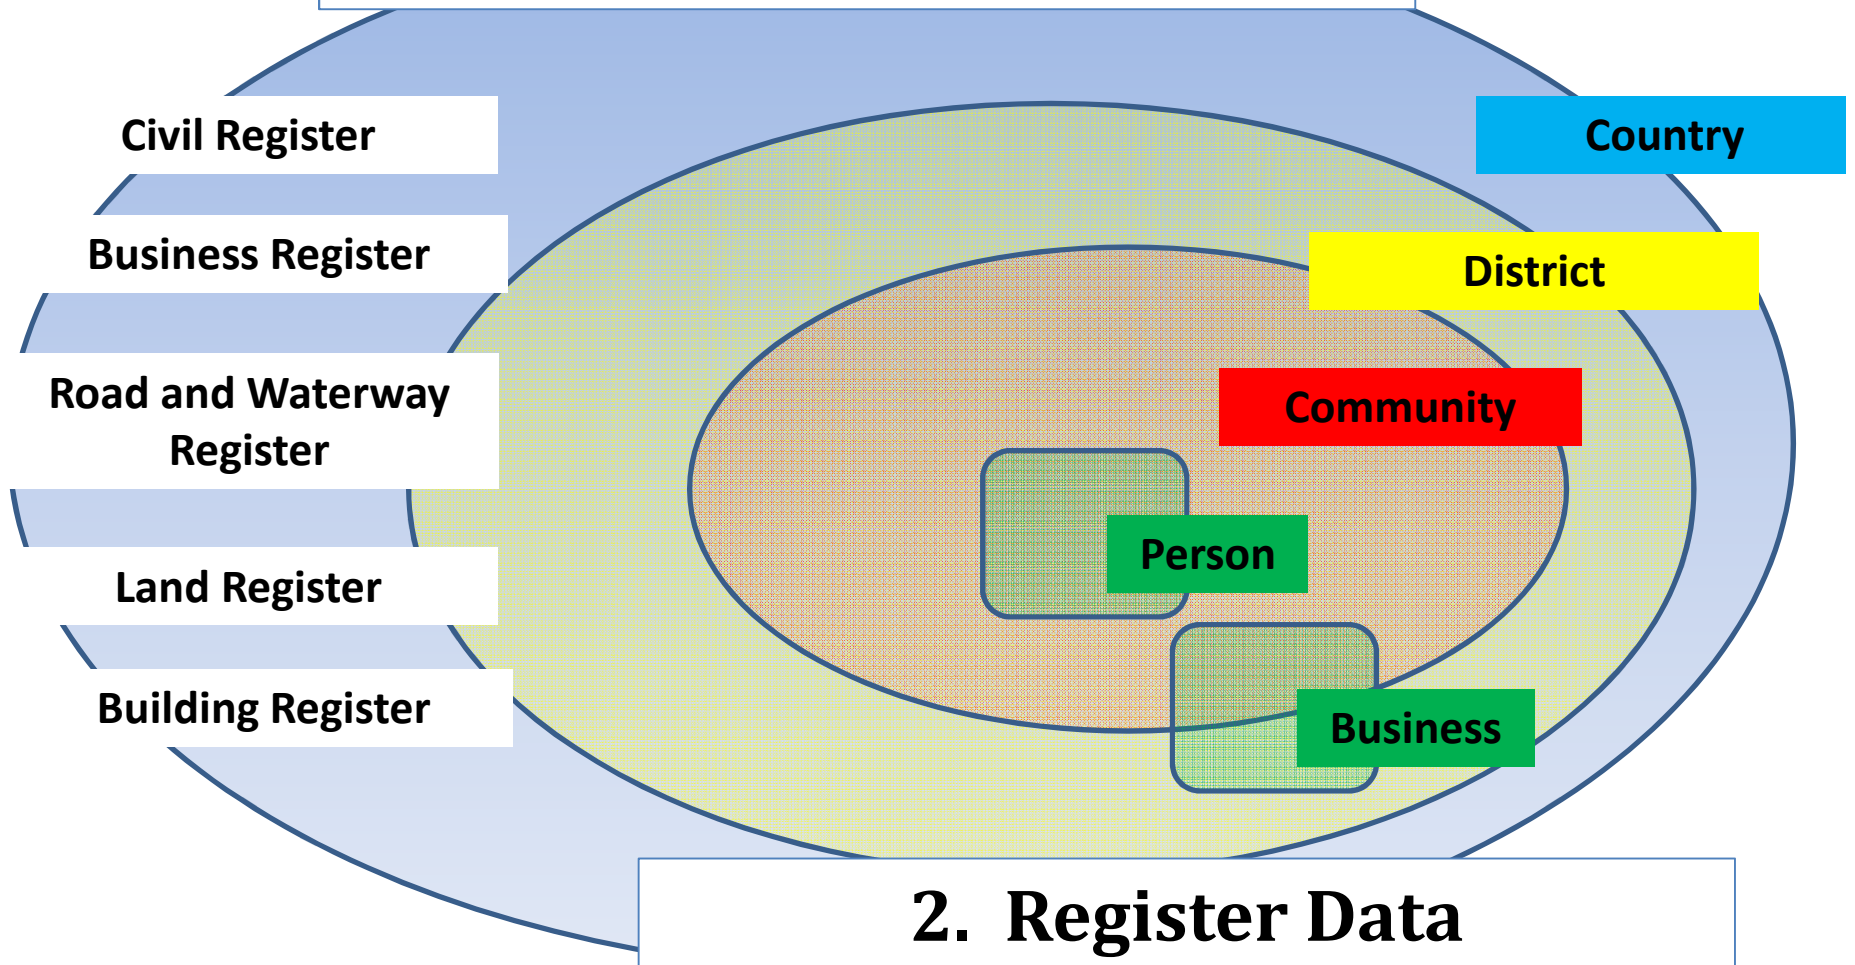 Civil Register
Country
Business Register
District
Road and Waterway
Register
Community
Person
Land Register
Building Register
Business
2. Register Data